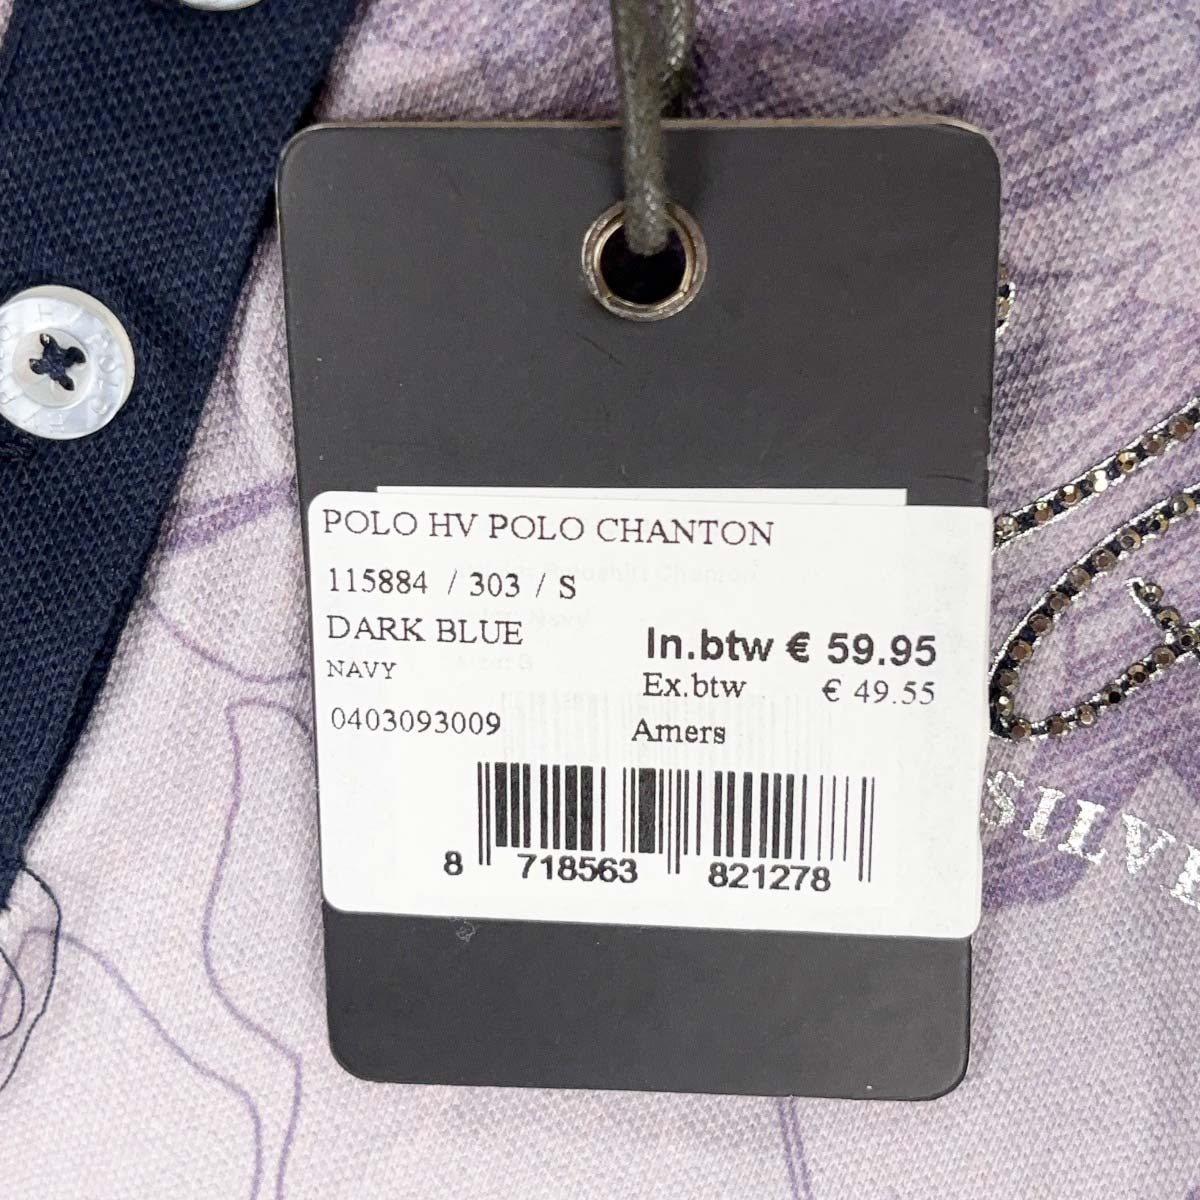 POLO HV POLO CHANTON
115884 / 303 / S
DARK BLUE
NAVY
In.btw € 59.95
Ex.btw € 49.55
0403093009
Amers
8 718563 821278
SILVE